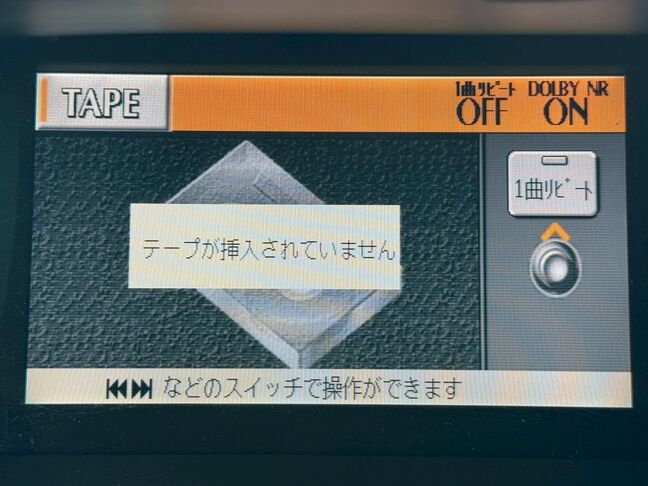 TAPE
1曲ﾘﾋﾟｰﾄ DOLBY NR
OFF ON
1曲ﾘﾋﾟｰﾄ
テープが挿入されていません
⏮⏭などのスイッチで操作ができます